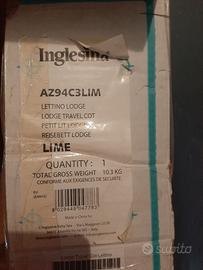 Inglesina
AZ94C3LIM
LETTINO LODGE
LODGE TRAVEL COT
PETIT LIT LODGE
REISEBETT LODGE
LIME
QUANTITY : 1
TOTAL GROSS WEIGHT 10.3 KG
CONFORME AUX EXIGENCES DE SECURITE
subito